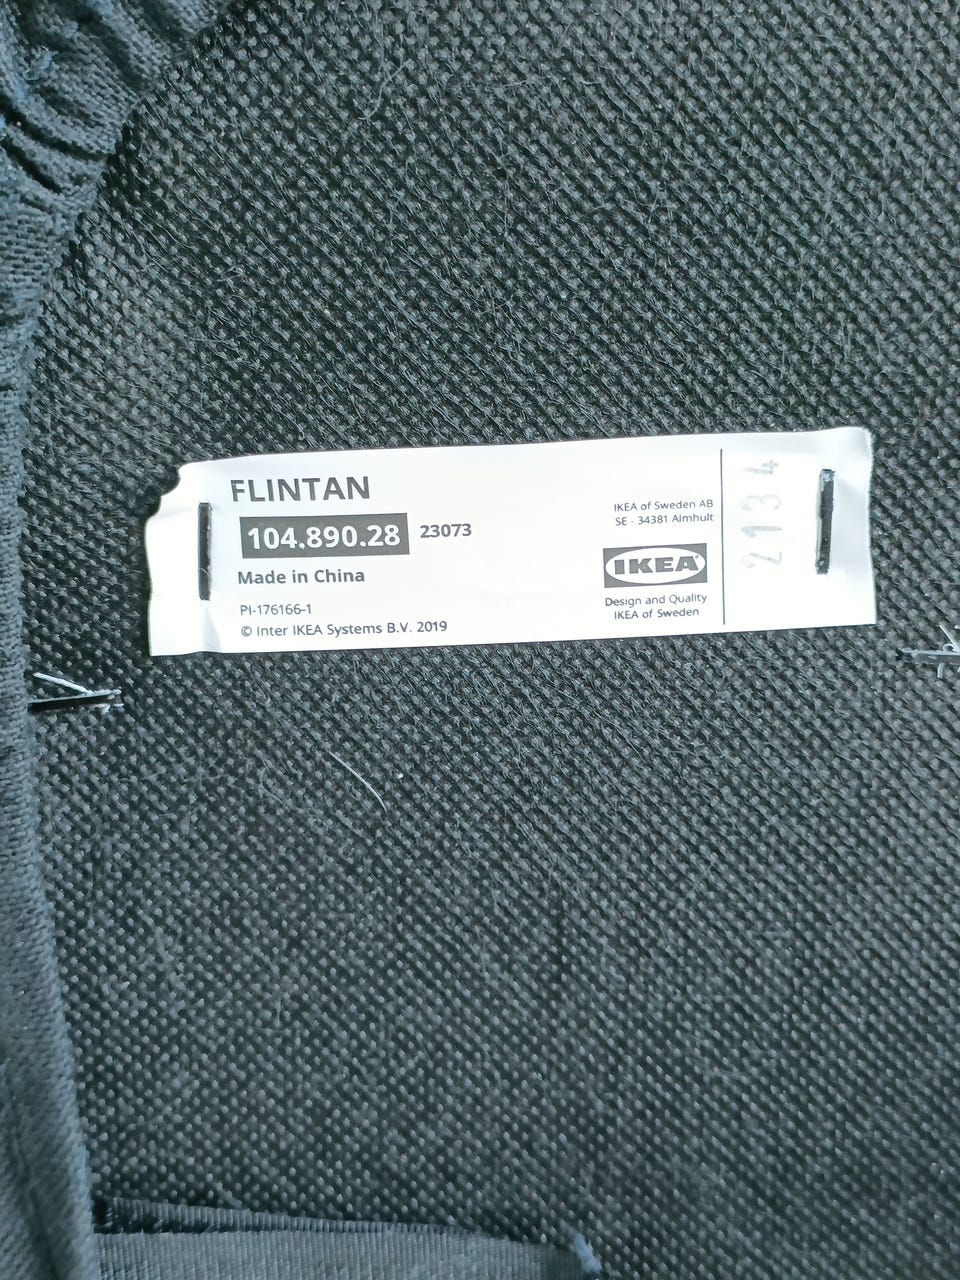 FLINTAN
104.890.28 23073
Made in China
PI-176166-1
© Inter IKEA Systems B.V. 2019
IKEA of Sweden AB
SE - 34381 Älmhult
IKEA
Design and Quality
IKEA of Sweden
2134